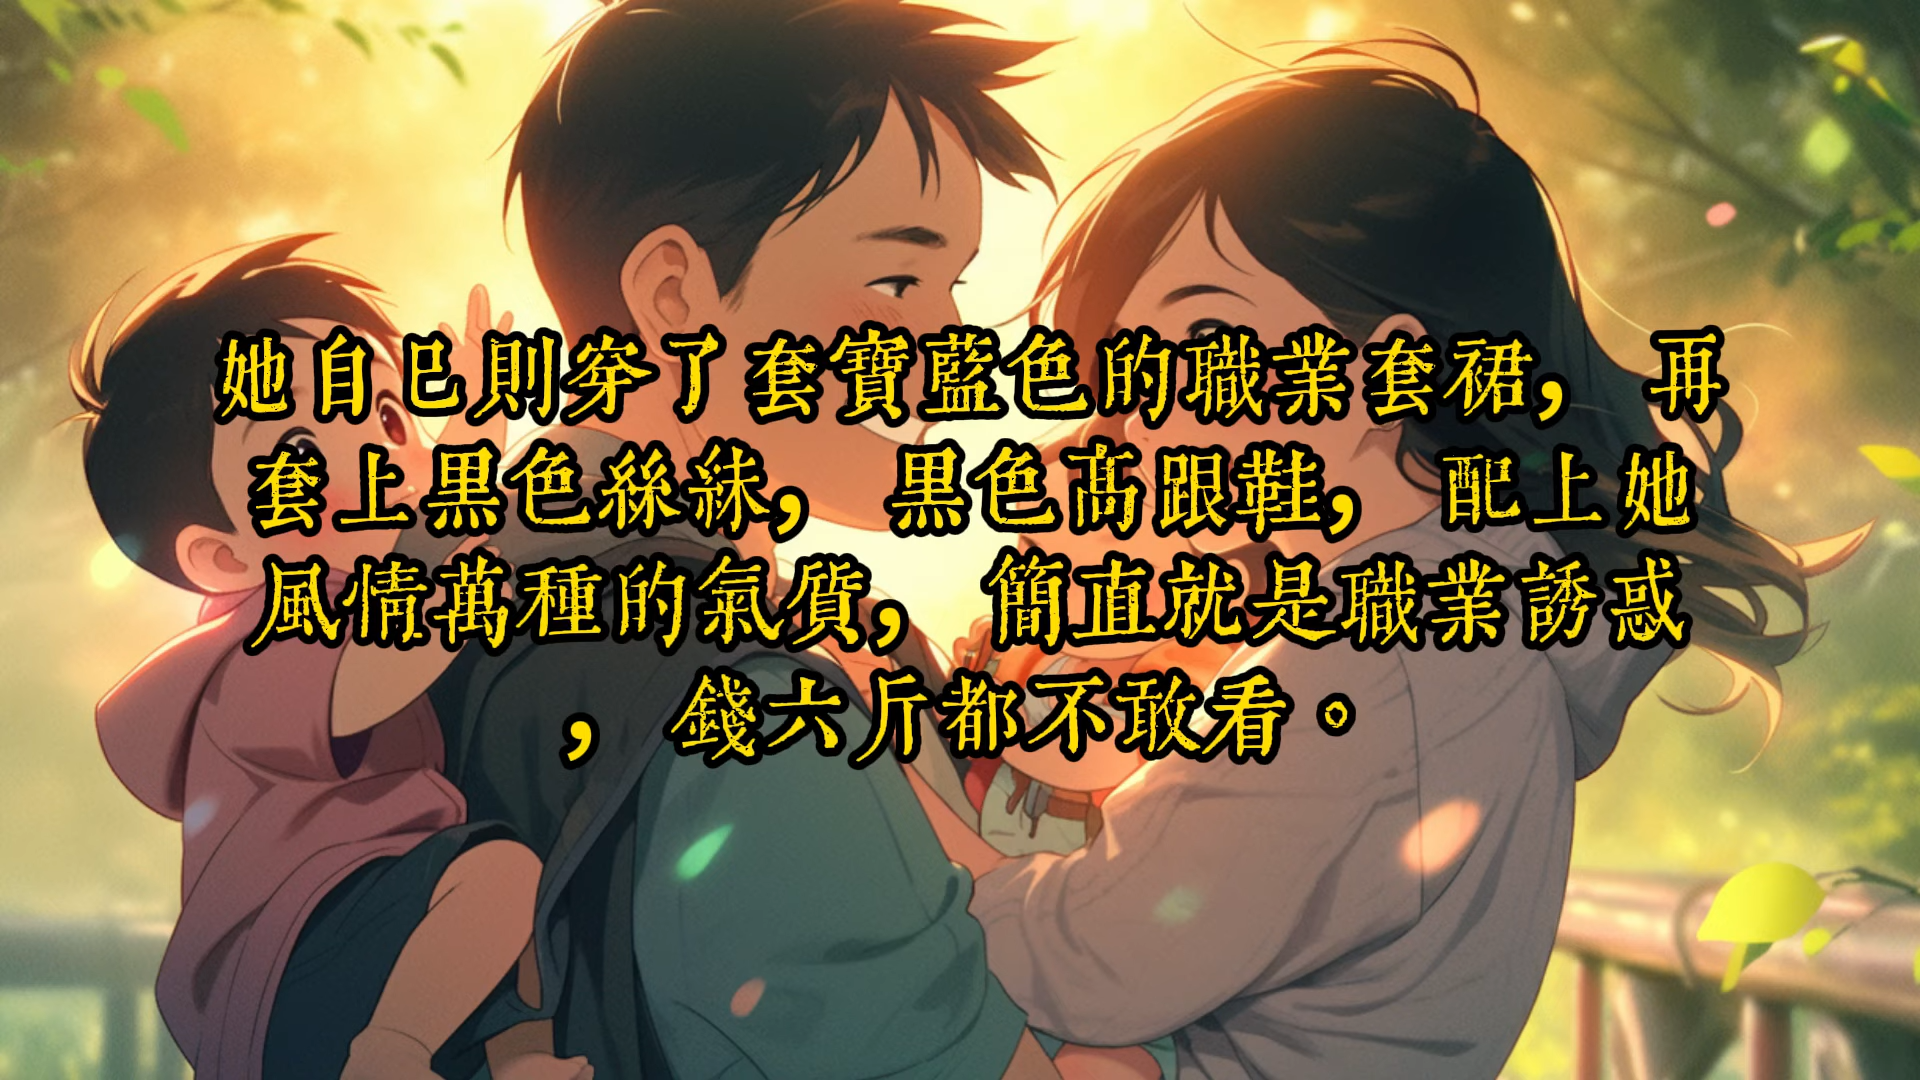 她自己則穿了套寶藍色的職業套裙，再
套上黑色絲絲襪，黑色高跟鞋，配上她
風情萬種的氣質，簡直就是職業誘惑
，錢六斤都不敢看。